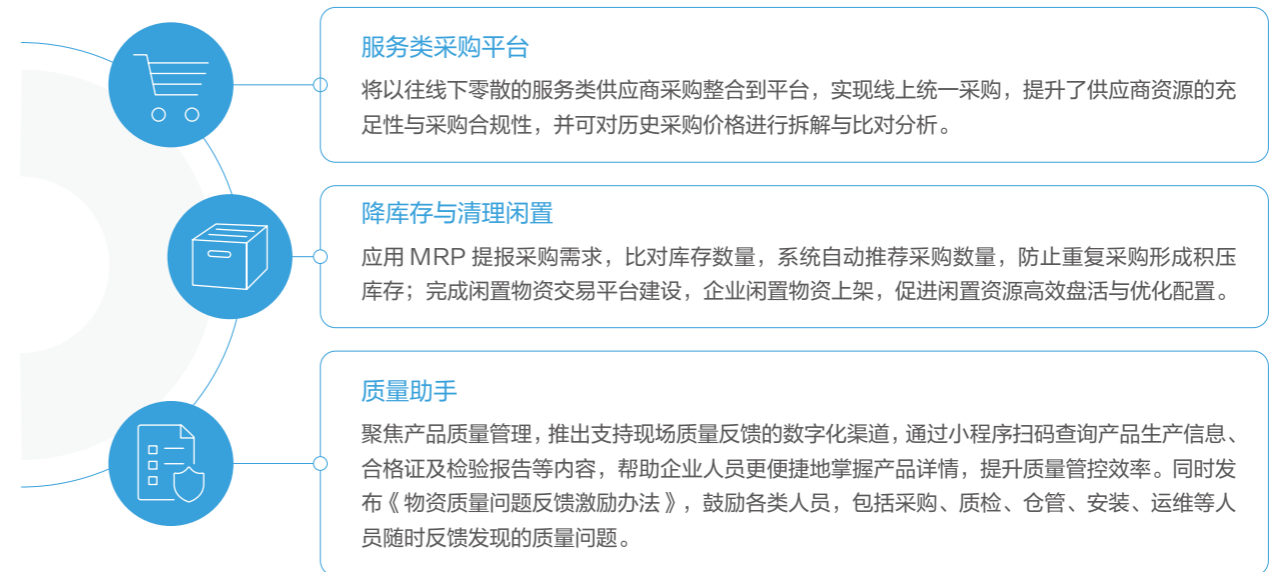 服务类采购平台
将以往线下零散的服务类供应商采购整合到平台，实现线上统一采购，提升了供应商资源的充
足性与采购合规性，并可对历史采购价格进行拆解与比对分析。
降库存与清理闲置
应用 MRP 提报采购需求，比对库存数量，系统自动推荐采购数量，防止重复采购形成积压
库存；完成闲置物资交易平台建设，企业闲置物资上架，促进闲置资源高效盘活与优化配置。
质量助手
聚焦产品质量管理，推出支持现场质量反馈的数字化渠道，通过小程序扫码查询产品生产信息、
合格证及检验报告等内容，帮助企业人员更便捷地掌握产品详情，提升质量管控效率。同时发
布《物资质量问题反馈激励办法》，鼓励各类人员，包括采购、质检、仓管、安装、运维等人
员随时反馈发现的质量问题。